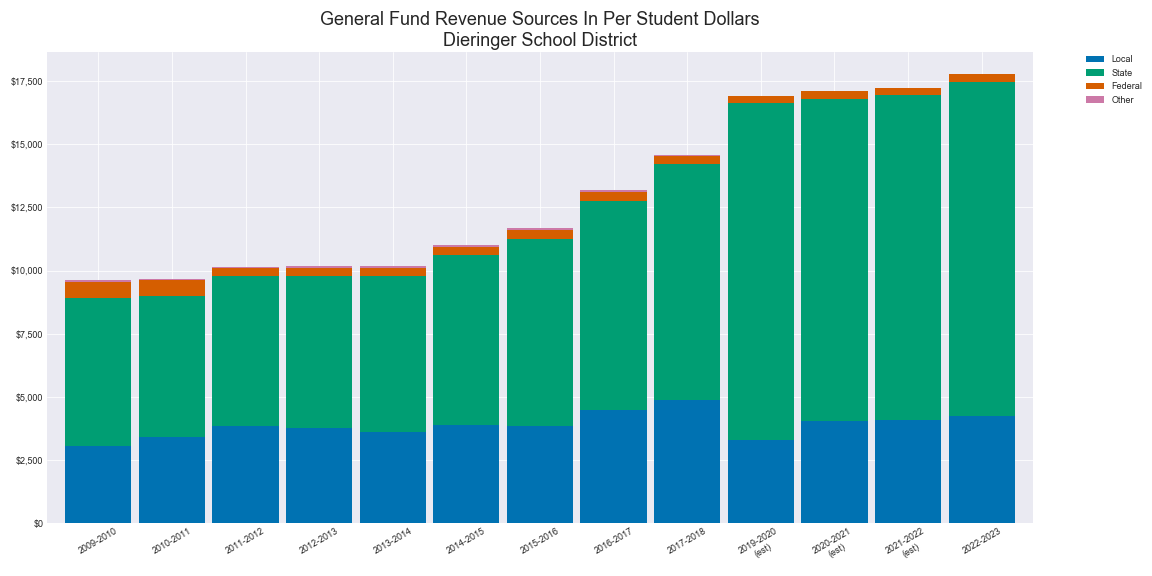 General Fund Revenue Sources In Per Student Dollars
Dieringer School District
Local
State
Federal
Other
$17,500
$15,000
$12,500
$10,000
$7,500
$5,000
$2,500
$0
2009-2010
2010-2011
2011-2012
2012-2013
2013-2014
2014-2015
2015-2016
2016-2017
2017-2018
2019-2020
(est)
2020-2021
(est)
2021-2022
(est)
2022-2023